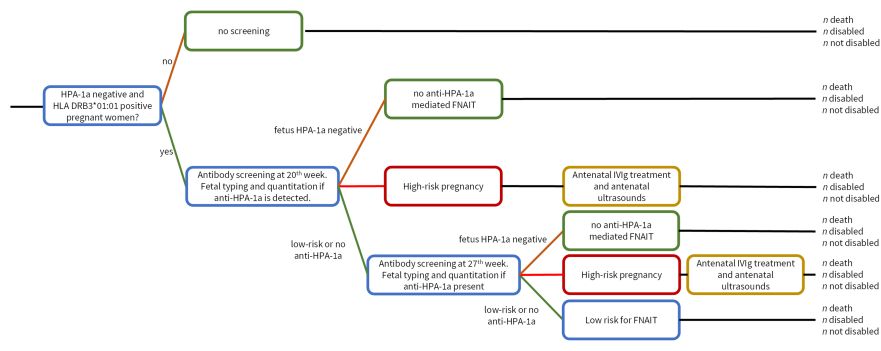 no screening
n death
n disabled
n not disabled
no
HPA-1a negative and
HLA DRB3*01:01 positive
pregnant women?
no anti-HPA-1a
mediated FNAIT
n death
n disabled
n not disabled
fetus HPA-1a negative
yes
Antibody screening at 20th week.
Fetal typing and quantitation if
anti-HPA-1a is detected.
High-risk pregnancy
Antenatal IVIg treatment
and antenatal
ultrasounds
n death
n disabled
n not disabled
low-risk or no
anti-HPA-1a
fetus HPA-1a negative
no anti-HPA-1a
mediated FNAIT
n death
n disabled
n not disabled
Antibody screening at 27th week.
Fetal typing and quantitation if
anti-HPA-1a present
High-risk pregnancy
Antenatal IVIg treatment
and antenatal
ultrasounds
n death
n disabled
n not disabled
low-risk or no
anti-HPA-1a
Low risk for FNAIT
n death
n disabled
n not disabled